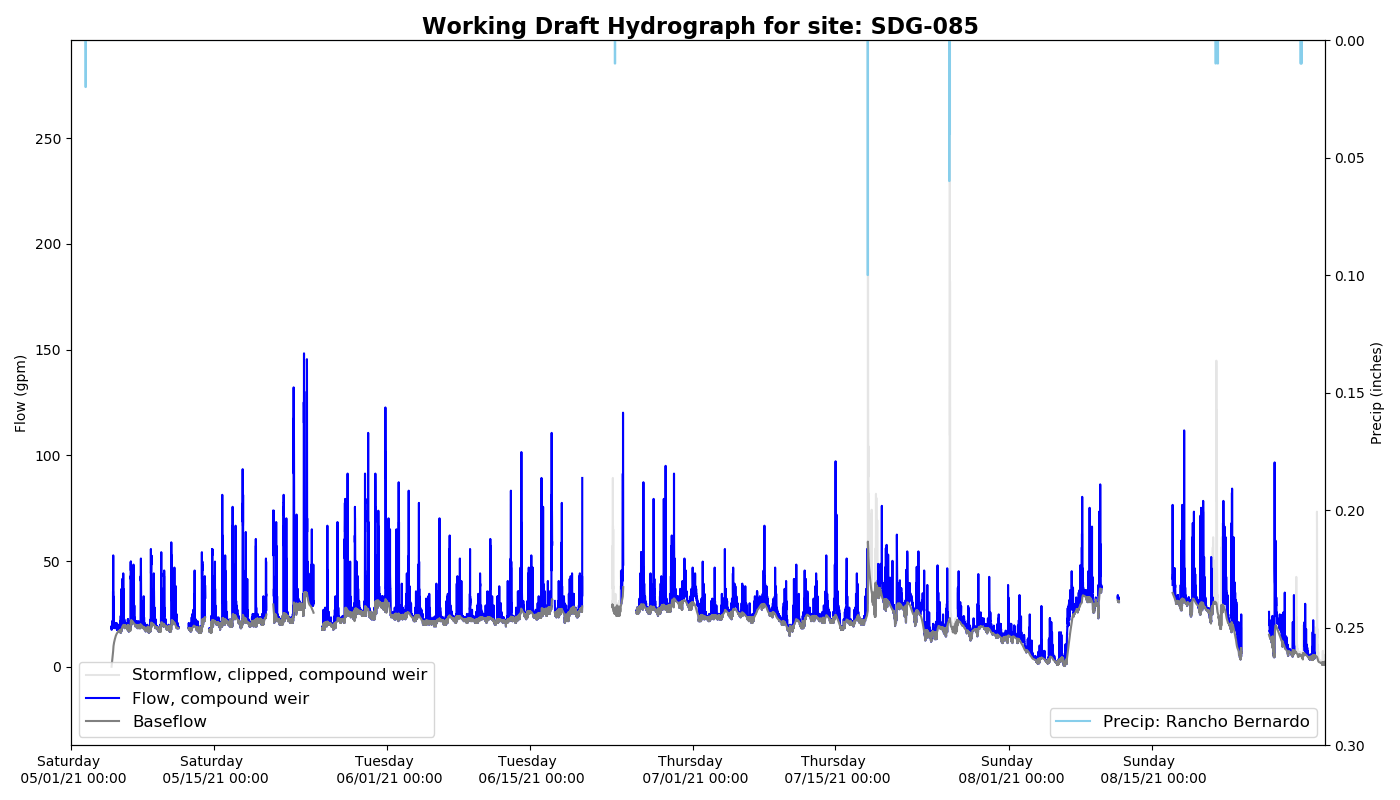 Working Draft Hydrograph for site: SDG-085
0.00
250
0.05
200
0.10
150
Flow (gpm)
Precip (inches)
0.15
100
0.20
50
0.25
0
Stormflow, clipped, compound weir
Flow, compound weir
Baseflow
Precip: Rancho Bernardo
0.30
Saturday
05/01/21 00:00
Saturday
05/15/21 00:00
Tuesday
06/01/21 00:00
Tuesday
06/15/21 00:00
Thursday
07/01/21 00:00
Thursday
07/15/21 00:00
Sunday
08/01/21 00:00
Sunday
08/15/21 00:00